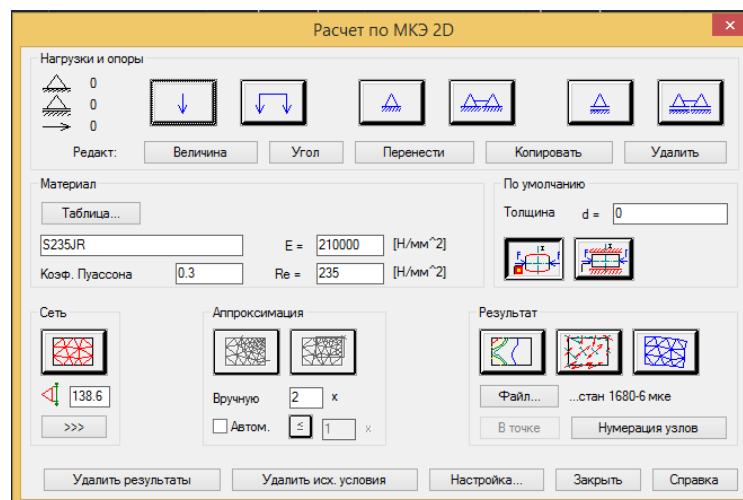 Расчет по МКЭ 2D
Нагрузки и опоры
0
0
0
Редакт: Величина Угол Перенести Копировать Удалить
Материал
По умолчанию
Таблица...
Толщина d = 0
S235JR E = 210000 [Н/мм^2]
Коэф. Пуассона 0.3 Re = 235 [Н/мм^2]
Сеть
Аппроксимация
Результат
138.6
Вручную 2 x
Файл... ...стан 1680-6 мке
>>>
Автом. ≤ 1 x
В точке Нумерация узлов
Удалить результаты Удалить исх. условия Настройка... Закрыть Справка